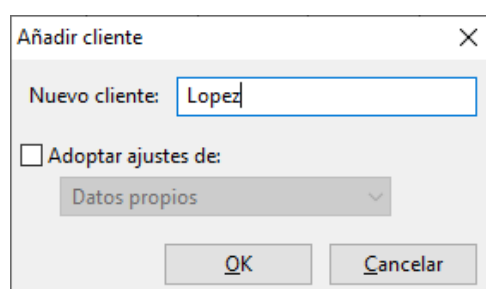 Añadir cliente
Nuevo cliente: Lopez
Adoptar ajustes de:
Datos propios
OK Cancelar